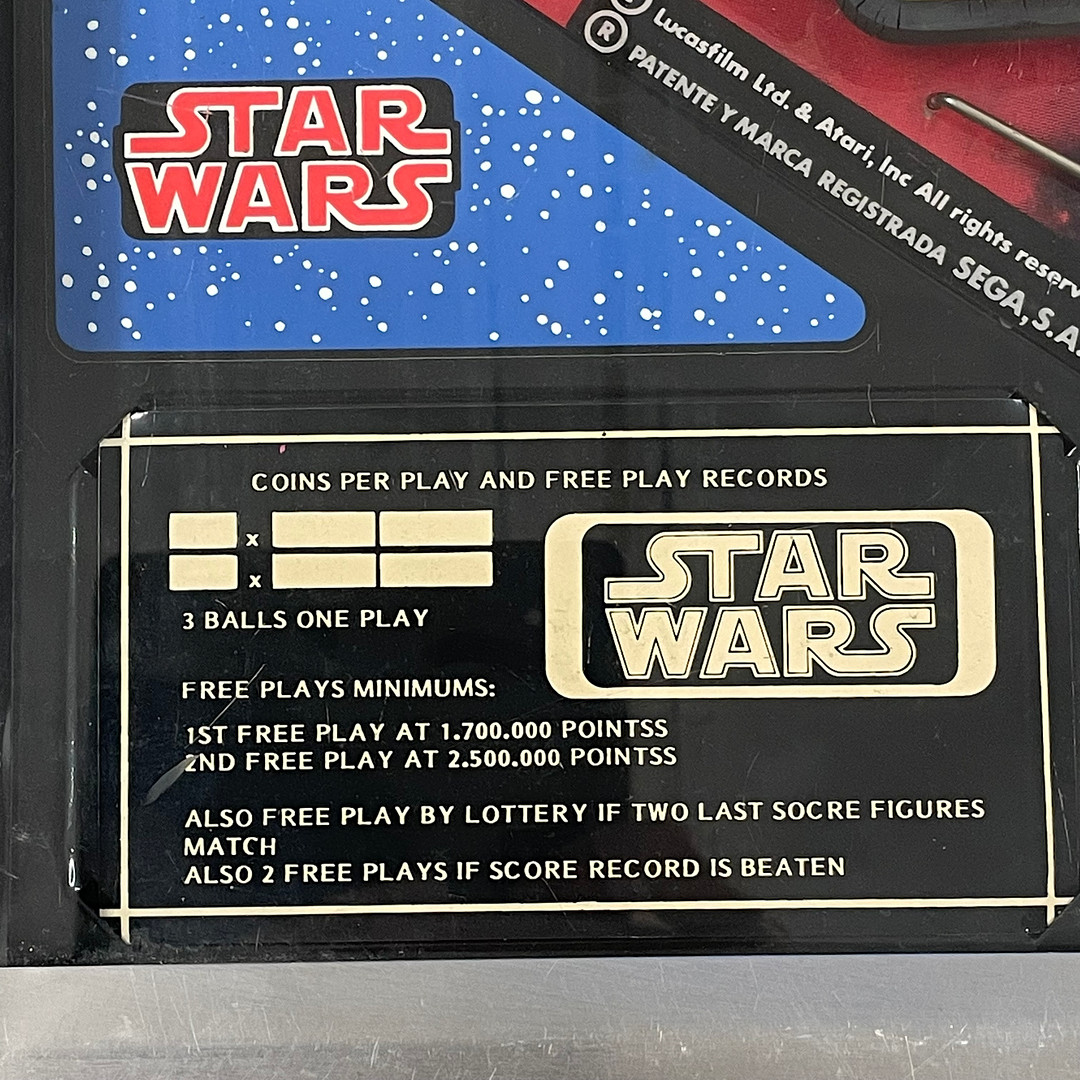 STAR
WARS
® Lucasfilm Ltd. & Atari, Inc All rights
® PATENTE Y MARCA REGISTRADA SEGA, S.A.
COINS PER PLAY AND FREE PLAY RECORDS
x
x
3 BALLS ONE PLAY
STAR
WARS
FREE PLAYS MINIMUMS:
1ST FREE PLAY AT 1.700.000 POINTSS
2ND FREE PLAY AT 2.500.000 POINTSS
ALSO FREE PLAY BY LOTTERY IF TWO LAST SOCRE FIGURES
MATCH
ALSO 2 FREE PLAYS IF SCORE RECORD IS BEATEN